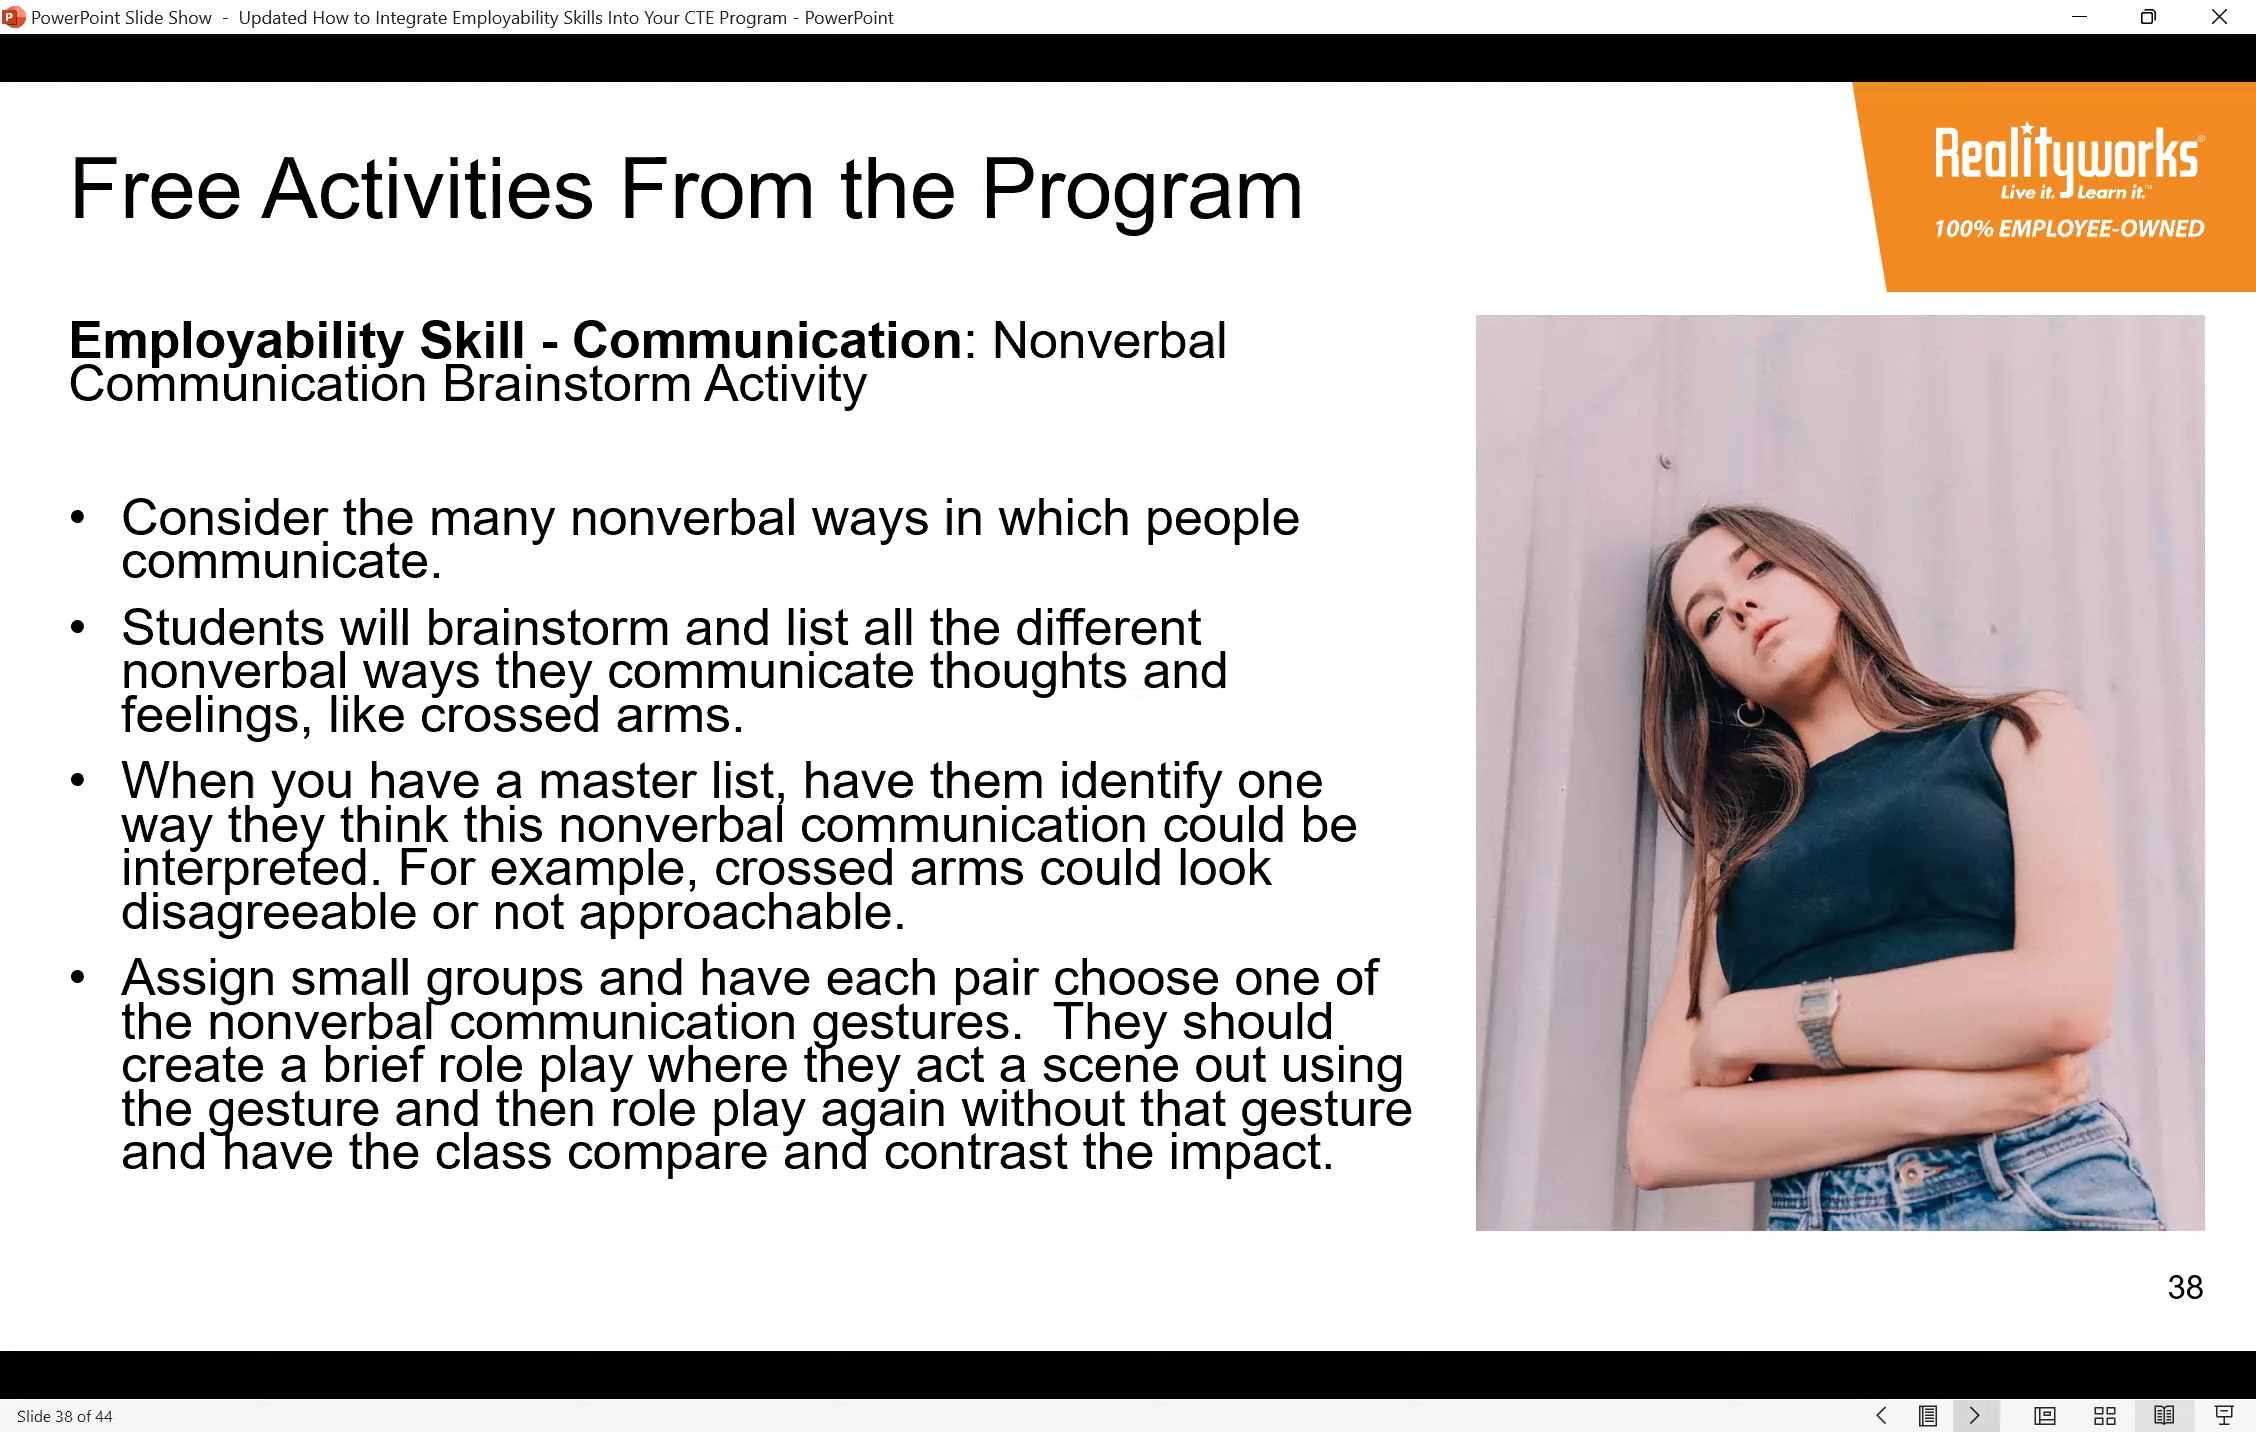 PowerPoint Slide Show - Updated How to Integrate Employability Skills Into Your CTE Program - PowerPoint
Realityworks®
Live it. Learn it.™
100% EMPLOYEE-OWNED
Free Activities From the Program
Employability Skill - Communication: Nonverbal
Communication Brainstorm Activity
• Consider the many nonverbal ways in which people
communicate.
• Students will brainstorm and list all the different
nonverbal ways they communicate thoughts and
feelings, like crossed arms.
• When you have a master list, have them identify one
way they think this nonverbal communication could be
interpreted. For example, crossed arms could look
disagreeable or not approachable.
• Assign small groups and have each pair choose one of
the nonverbal communication gestures.  They should
create a brief role play where they act a scene out using
the gesture and then role play again without that gesture
and have the class compare and contrast the impact.
38
Slide 38 of 44